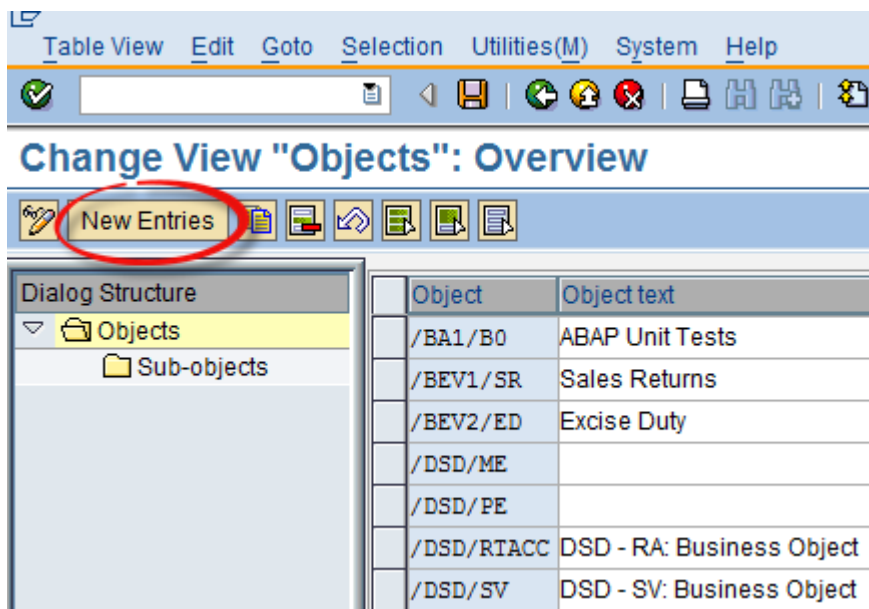 Table View Edit Goto Selection Utilities(M) System Help
Change View "Objects": Overview
New Entries
Dialog Structure
Objects
Sub-objects
Object Object text
/BA1/B0 ABAP Unit Tests
/BEV1/SR Sales Returns
/BEV2/ED Excise Duty
/DSD/ME
/DSD/PE
/DSD/RTACC DSD - RA: Business Object
/DSD/SV DSD - SV: Business Object